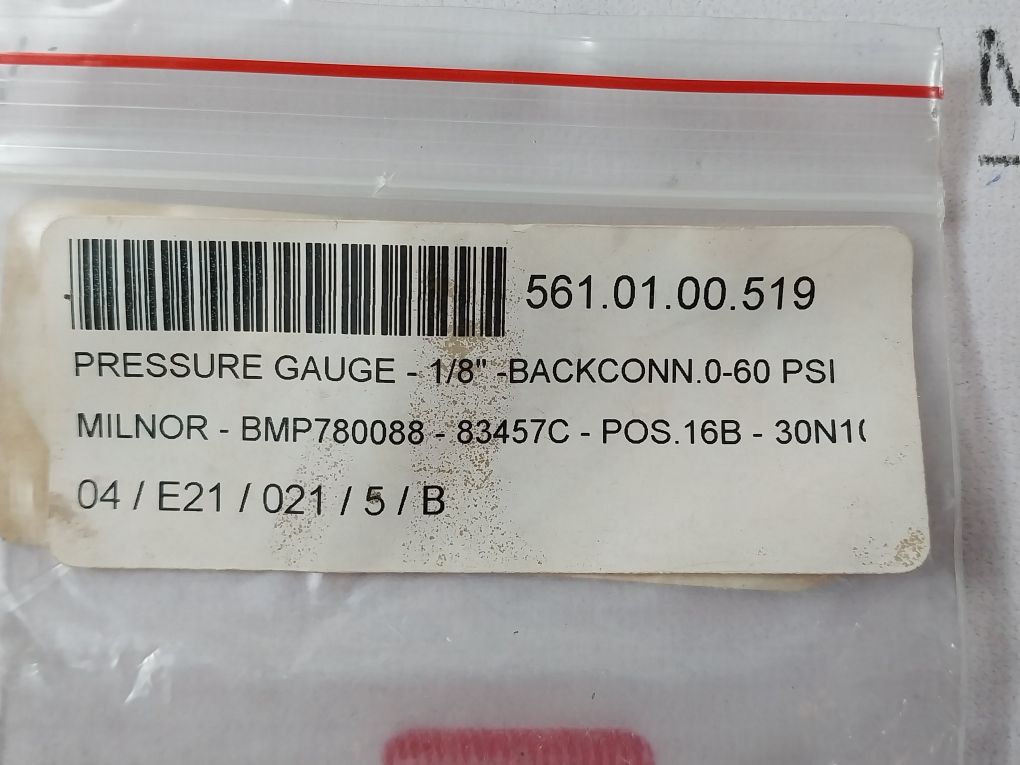 561.01.00.519
PRESSURE GAUGE - 1/8" -BACKCONN.0-60 PSI
MILNOR - BMP780088 - 83457C - POS.16B -
04 / E21 / 021 / 5 / B